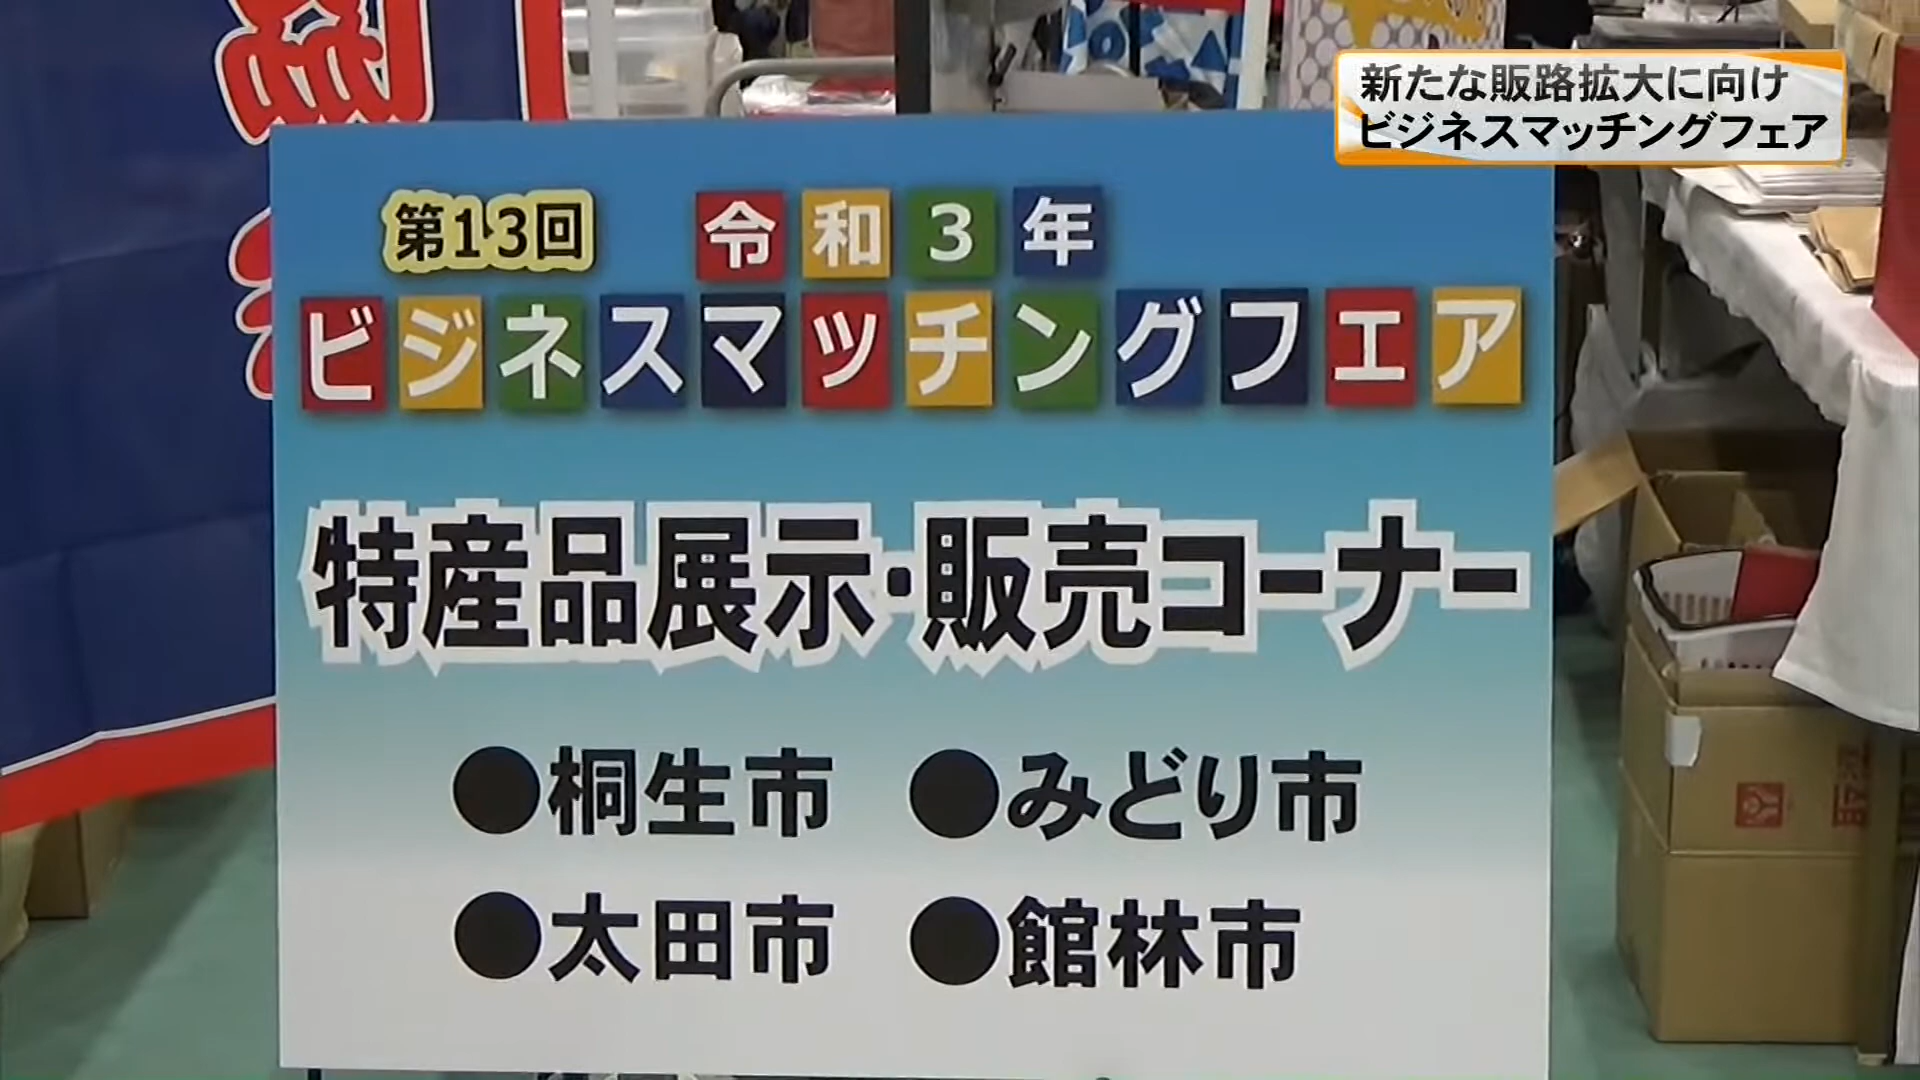 新たな販路拡大に向け
ビジネスマッチングフェア
第13回 令和3年
ビジネスマッチングフェア
特産品展示・販売コーナー
●桐生市 ●みどり市
●太田市 ●館林市